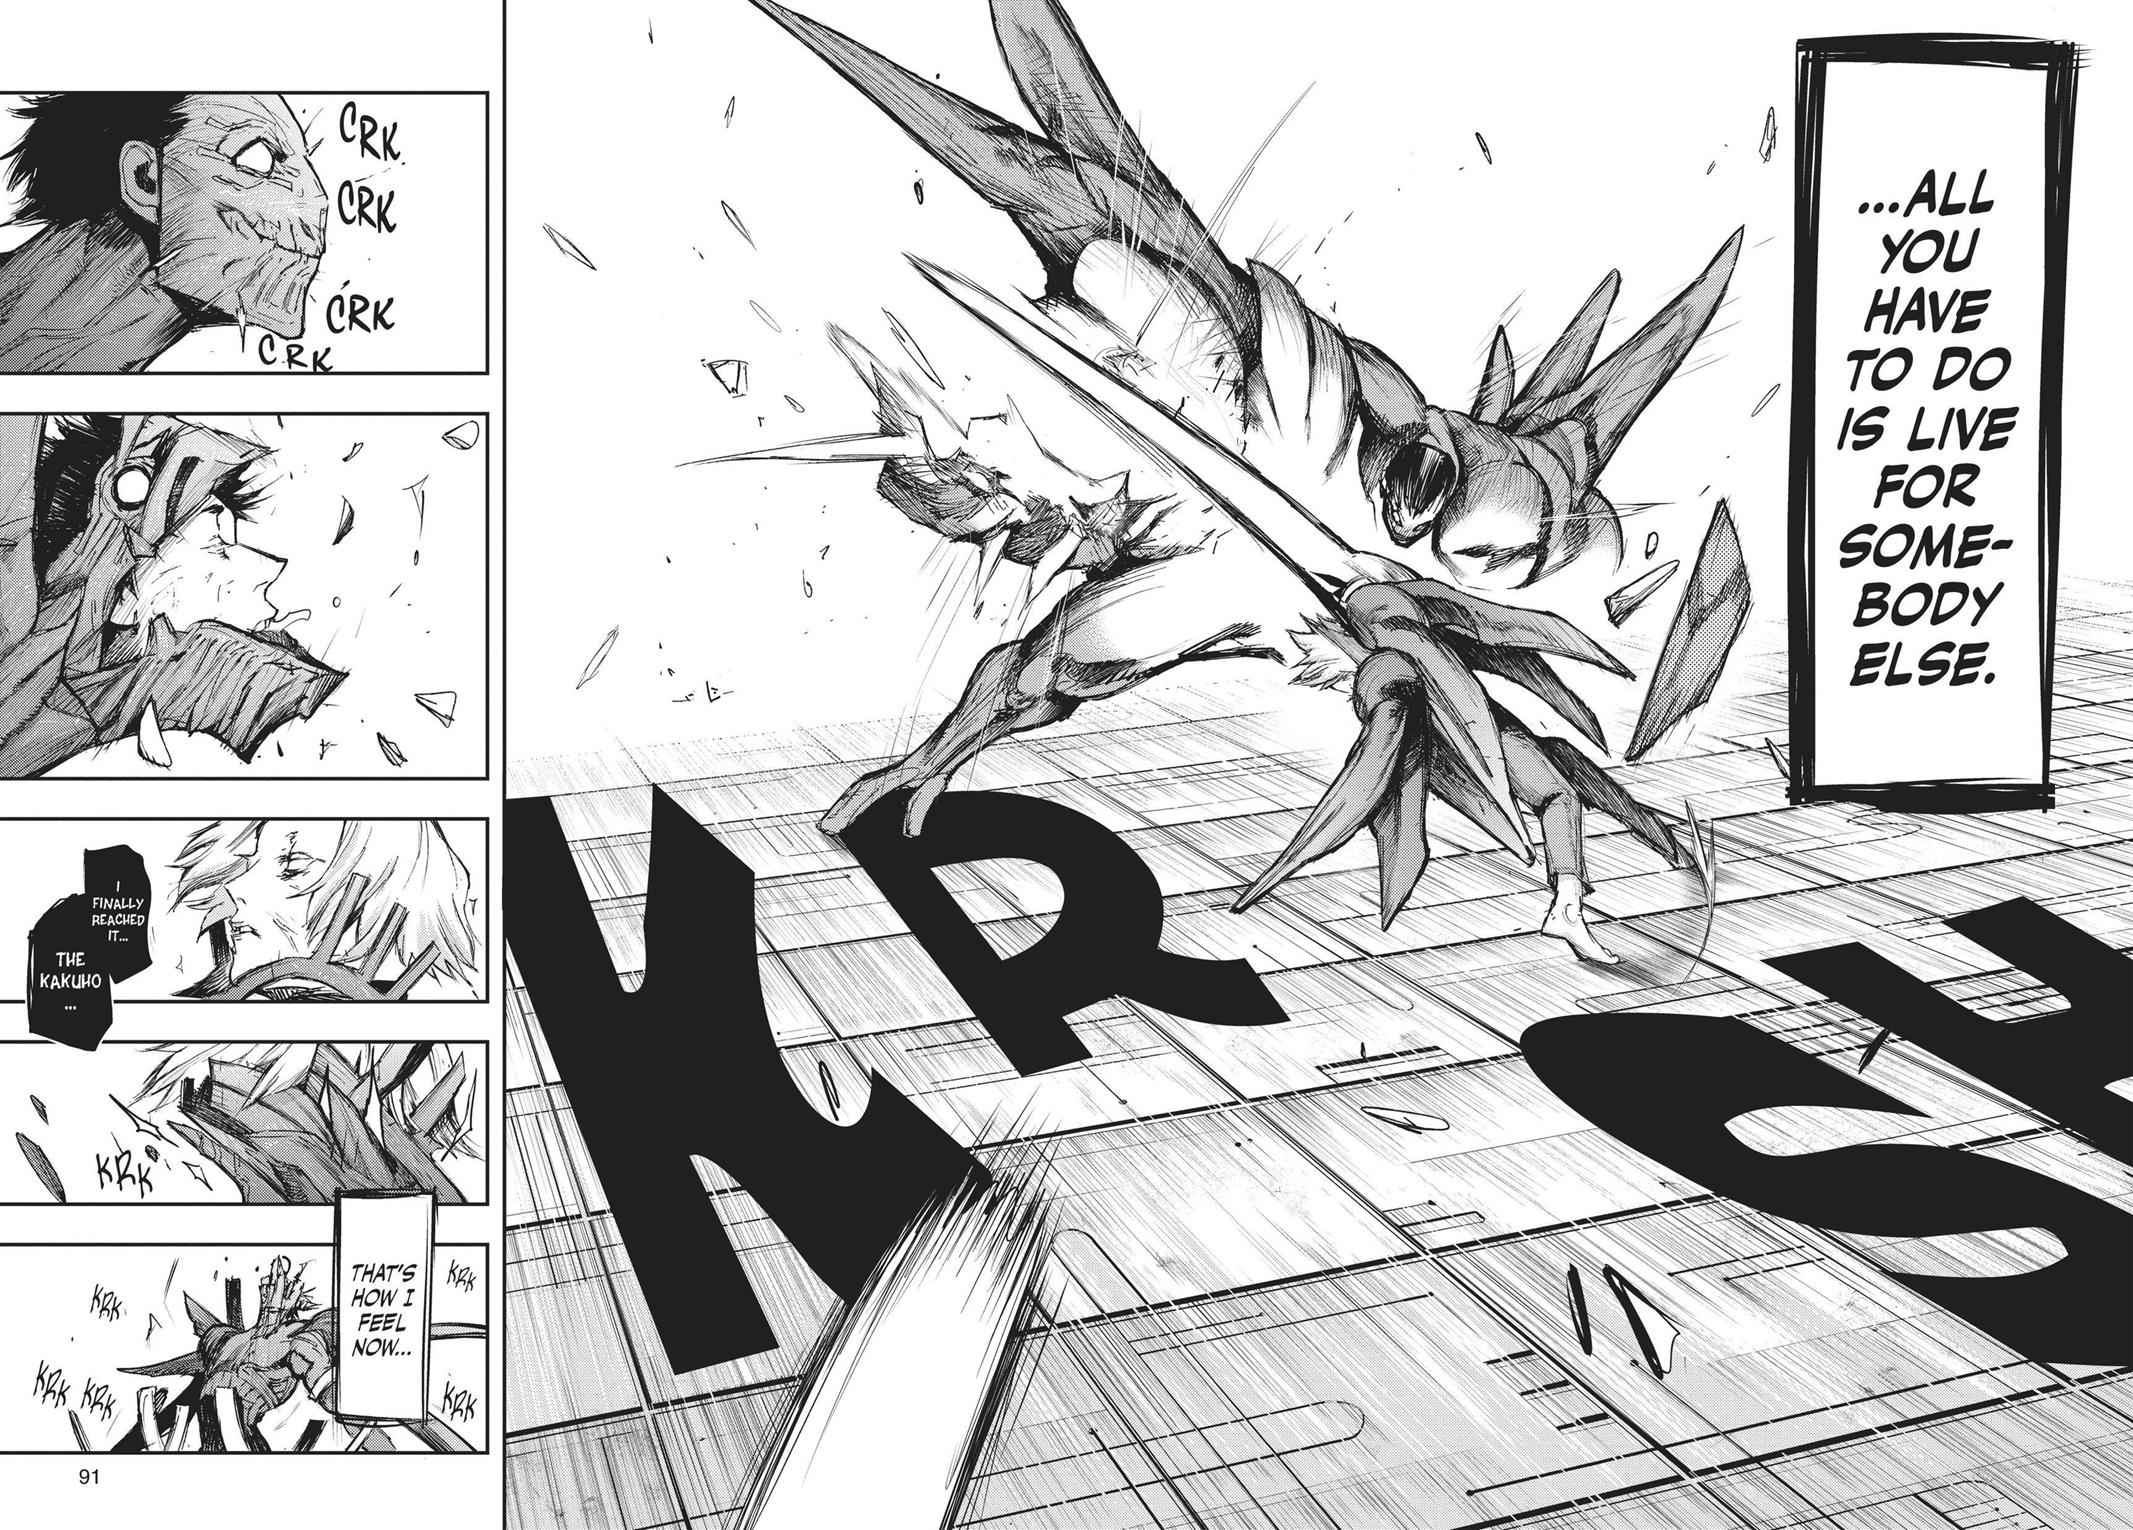 ...ALL
YOU
HAVE
TO DO
IS LIVE
FOR
SOME-
BODY
ELSE.
KRSH
CRK
CRK
CRK
CRK
I
FINALLY
REACHED
IT...
THE
KAKUHO
...
KRK
THAT'S
HOW I
FEEL
NOW...
KRK
KRK
KRK KRK
KRK
91